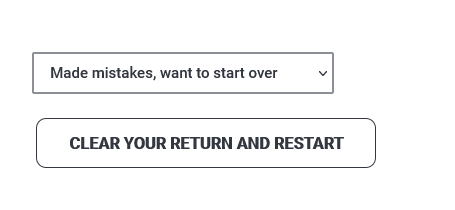 Made mistakes, want to start over
CLEAR YOUR RETURN AND RESTART